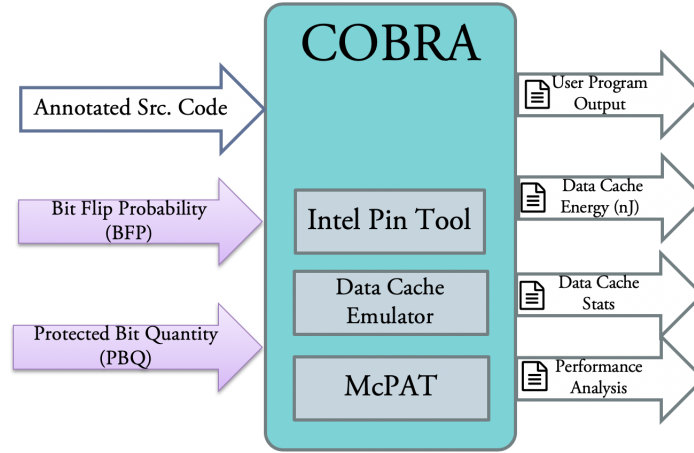 COBRA
Annotated Src. Code
Bit Flip Probability
(BFP)
Protected Bit Quantity
(PBQ)
Intel Pin Tool
Data Cache
Emulator
McPAT
User Program
Output
Data Cache
Energy (nJ)
Data Cache
Stats
Performance
Analysis